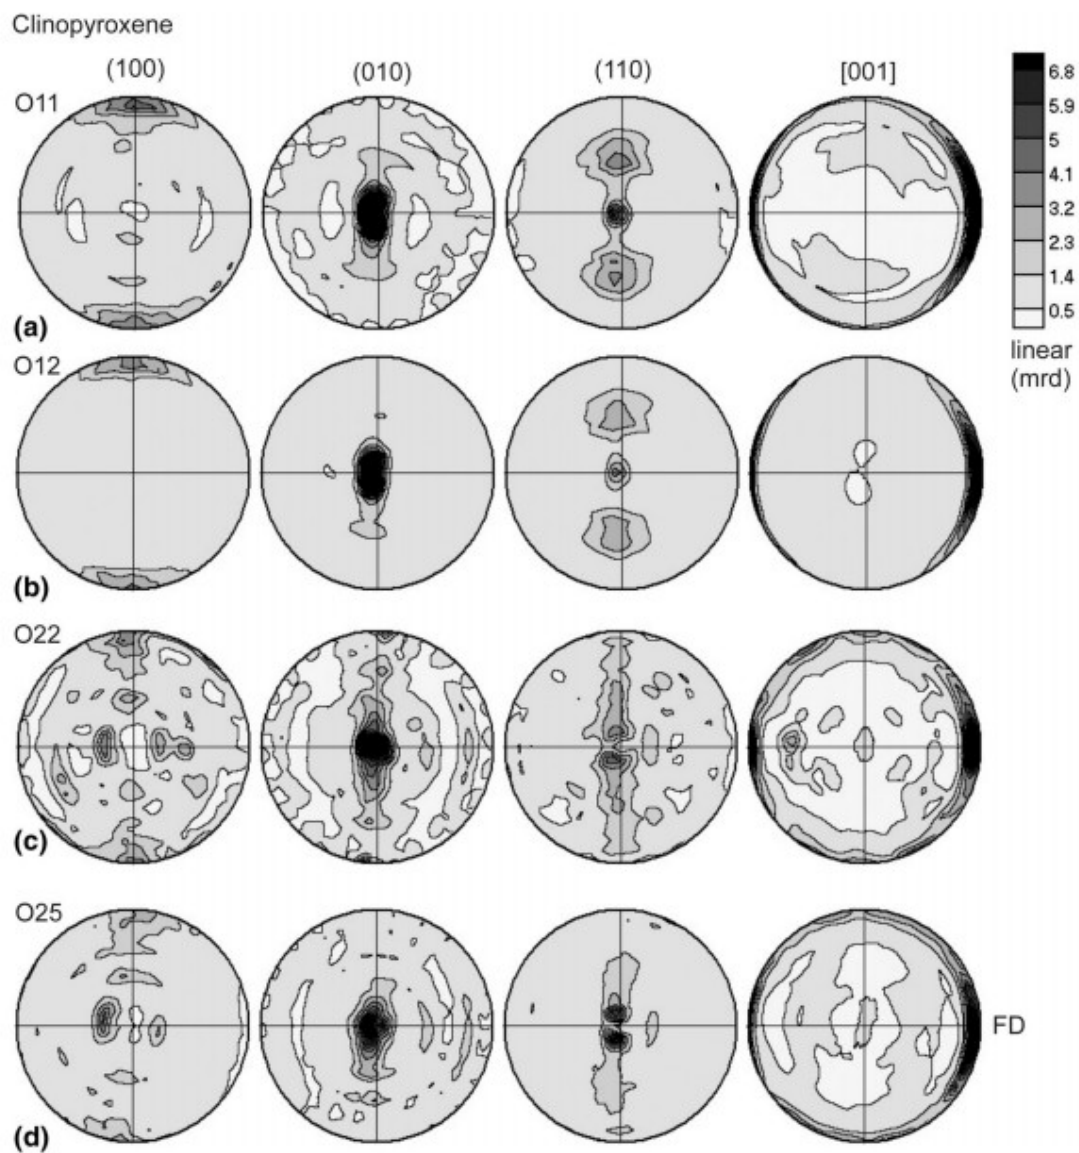 Clinopyroxene
(100) (010) (110) [001]
O11
6.8
5.9
5
4.1
3.2
2.3
1.4
0.5
linear
(mrd)
(a)
O12
(b)
O22
(c)
O25
FD
(d)